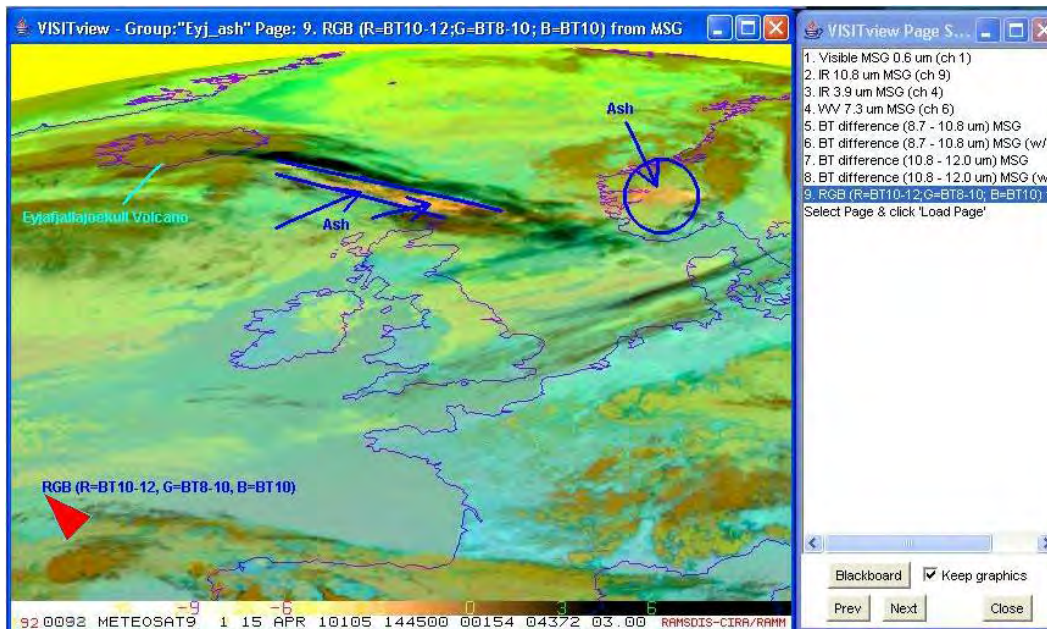 VISITview - Group:"Eyj_ash" Page: 9. RGB (R=BT10-12;G=BT8-10; B=BT10) from MSG
Ash
Eyjafjallajoekull Volcano
Ash
RGB (R=BT10-12, G=BT8-10, B=BT10)
-9 -6 -3 0 3 6
92 0092 METEOSAT9 1 15 APR 10105 144500 00154 04372 03.00 RAMSDIS-CIRA/RAMM
VISITview Page S...
1. Visible MSG 0.6 um (ch 1)
2. IR 10.8 um MSG (ch 9)
3. IR 3.9 um MSG (ch 4)
4. WV 7.3 um MSG (ch 6)
5. BT difference (8.7 - 10.8 um) MSG
6. BT difference (8.7 - 10.8 um) MSG (w/
7. BT difference (10.8 - 12.0 um) MSG
8. BT difference (10.8 - 12.0 um) MSG (w
9. RGB (R=BT10-12;G=BT8-10; B=BT10)
Select Page & click 'Load Page'
Blackboard Keep graphics
Prev Next Close